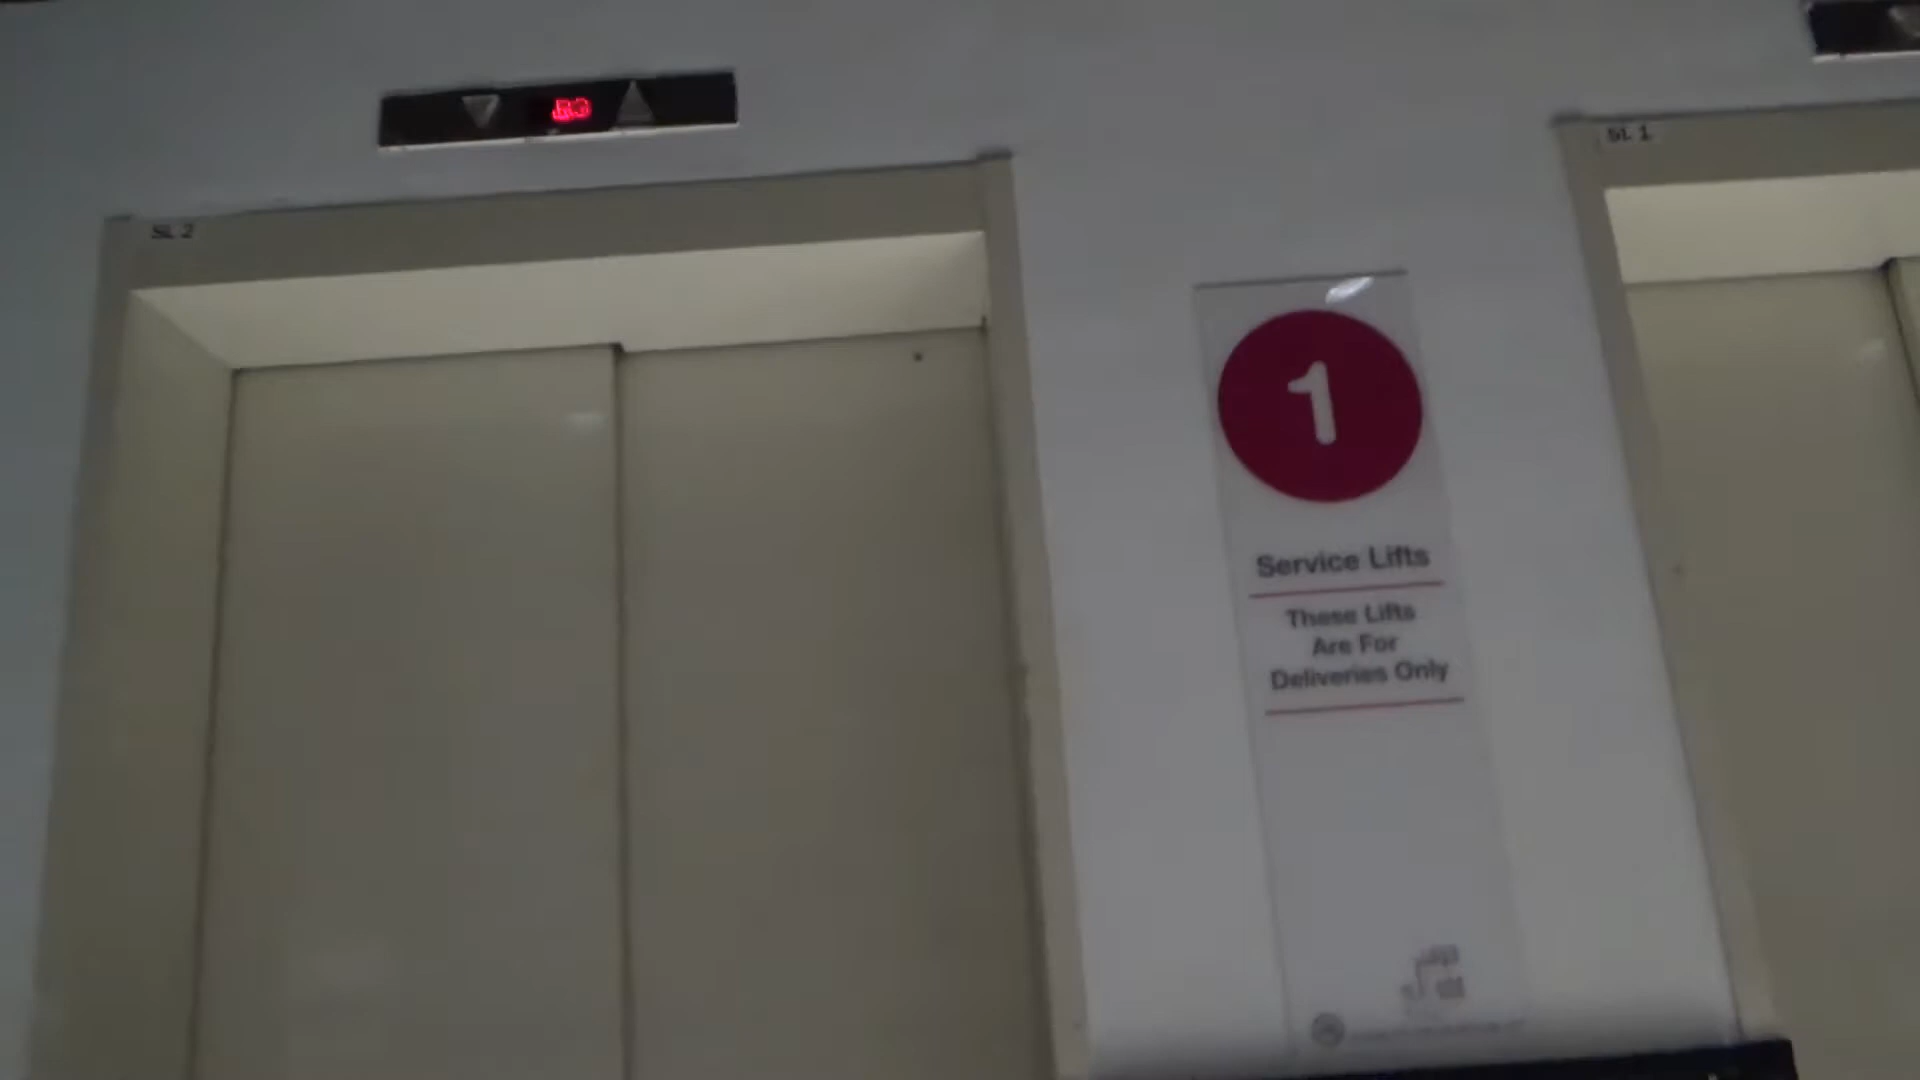 SL 2
SL 1
1
Service Lifts
These Lifts
Are For
Deliveries Only